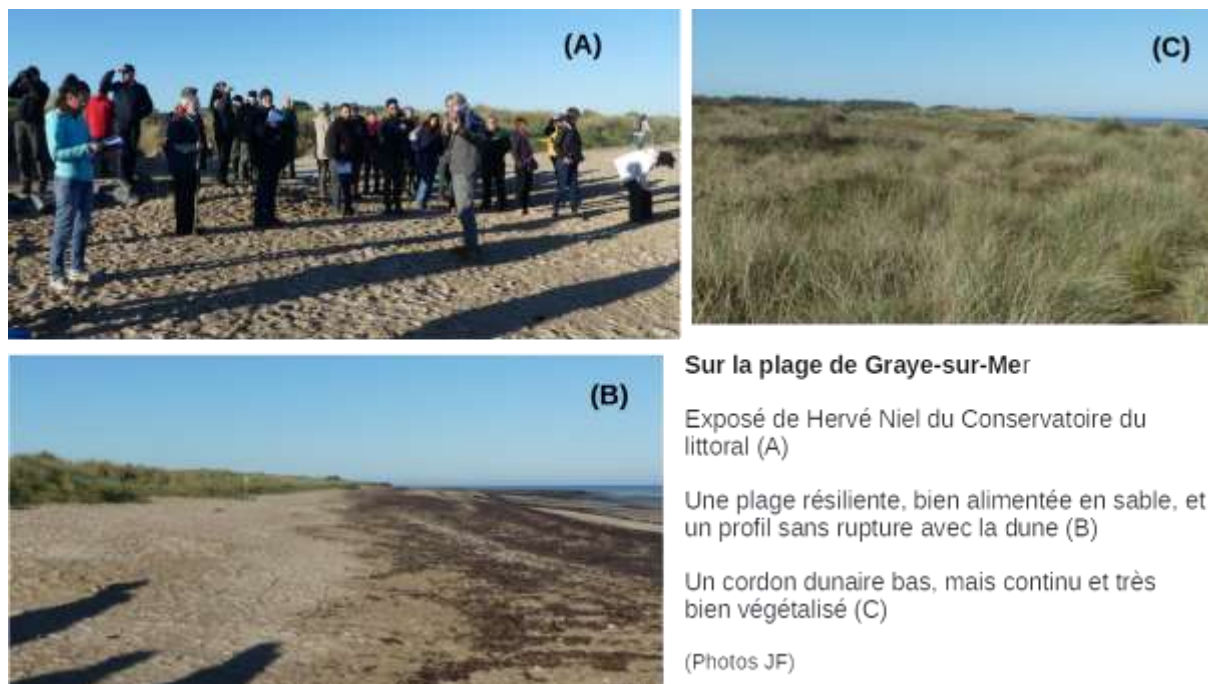 (A)
(C)
(B)
Sur la plage de Graye-sur-Mer
Exposé de Hervé Niel du Conservatoire du
littoral (A)
Une plage résiliente, bien alimentée en sable, et
un profil sans rupture avec la dune (B)
Un cordon dunaire bas, mais continu et très
bien végétalisé (C)
(Photos JF)